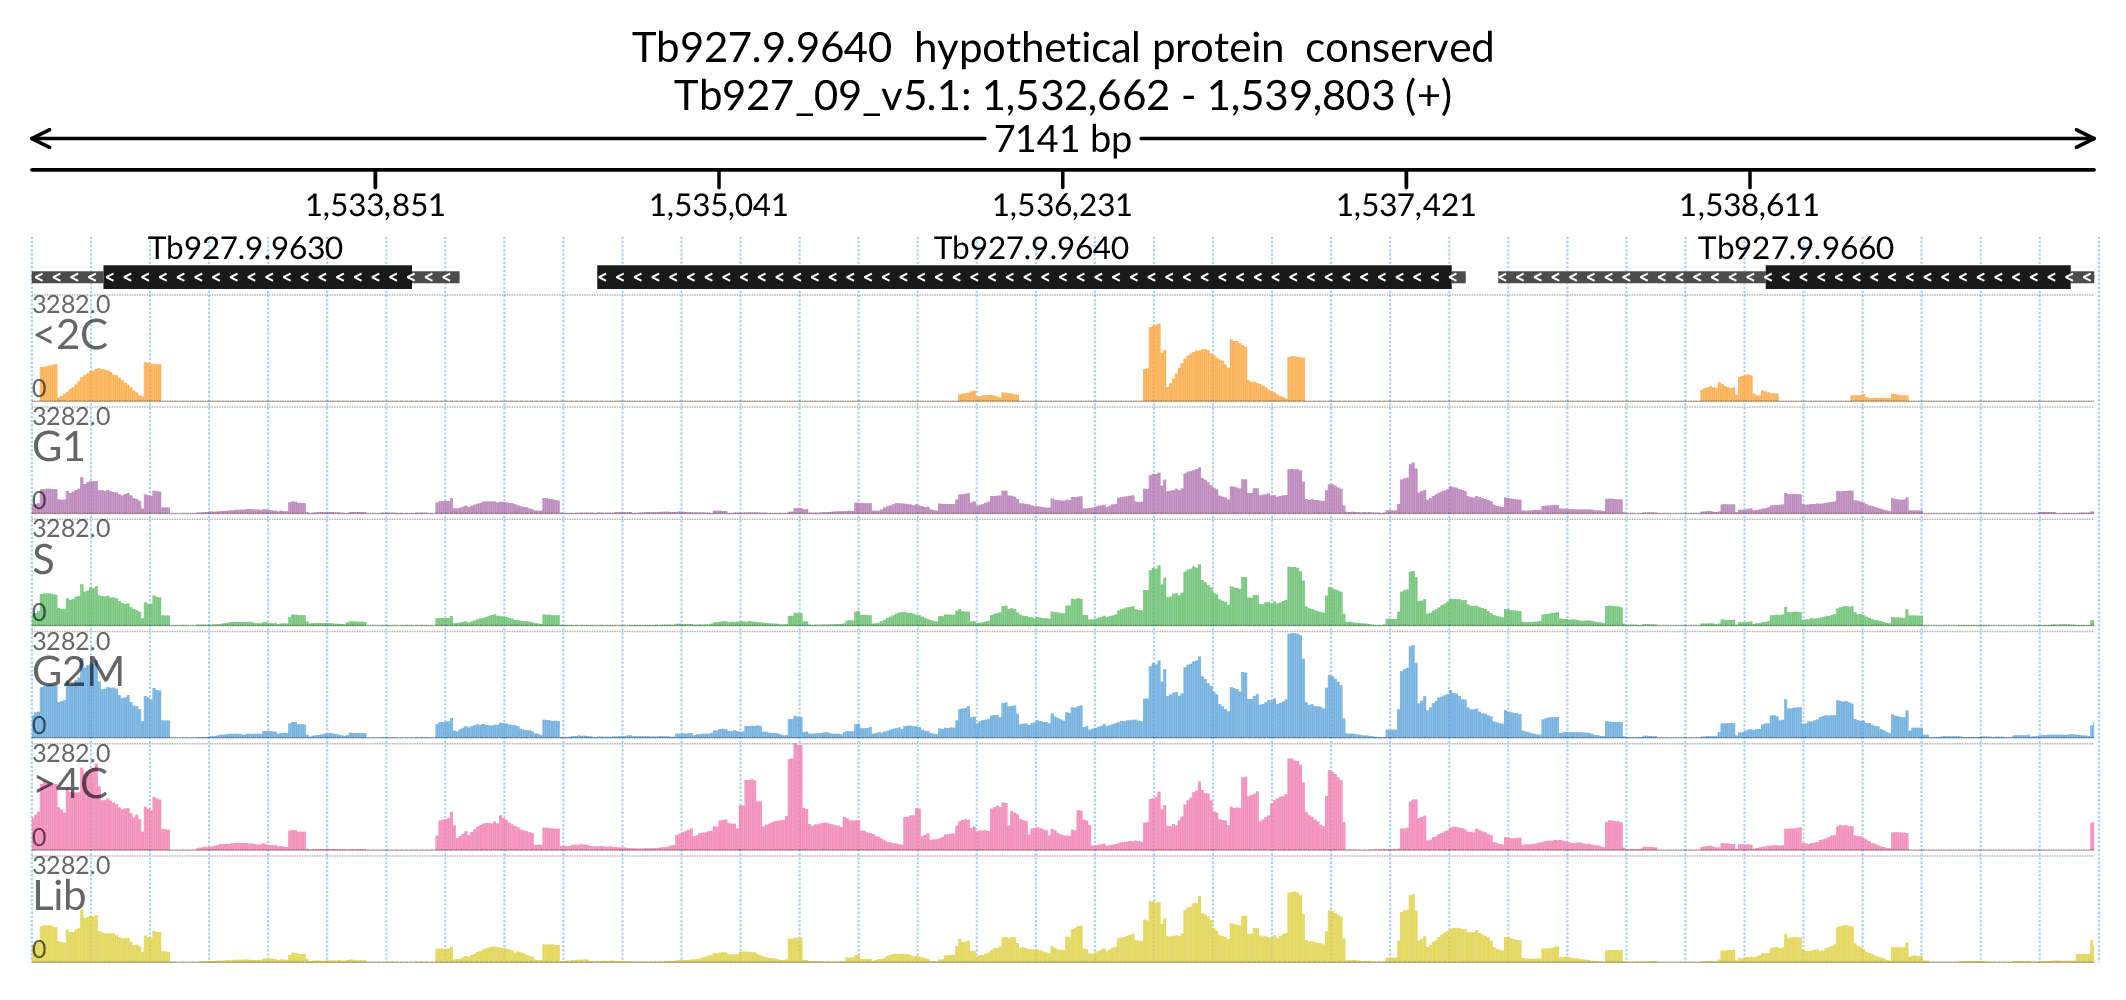 Tb927.9.9640  hypothetical protein  conserved
Tb927_09_v5.1: 1,532,662 - 1,539,803 (+)
7141 bp
1,533,851 1,535,041 1,536,231 1,537,421 1,538,611
Tb927.9.9630 Tb927.9.9640 Tb927.9.9660
3282.0
<2C
0
3282.0
G1
0
3282.0
S
0
3282.0
G2M
0
3282.0
>4C
0
3282.0
Lib
0